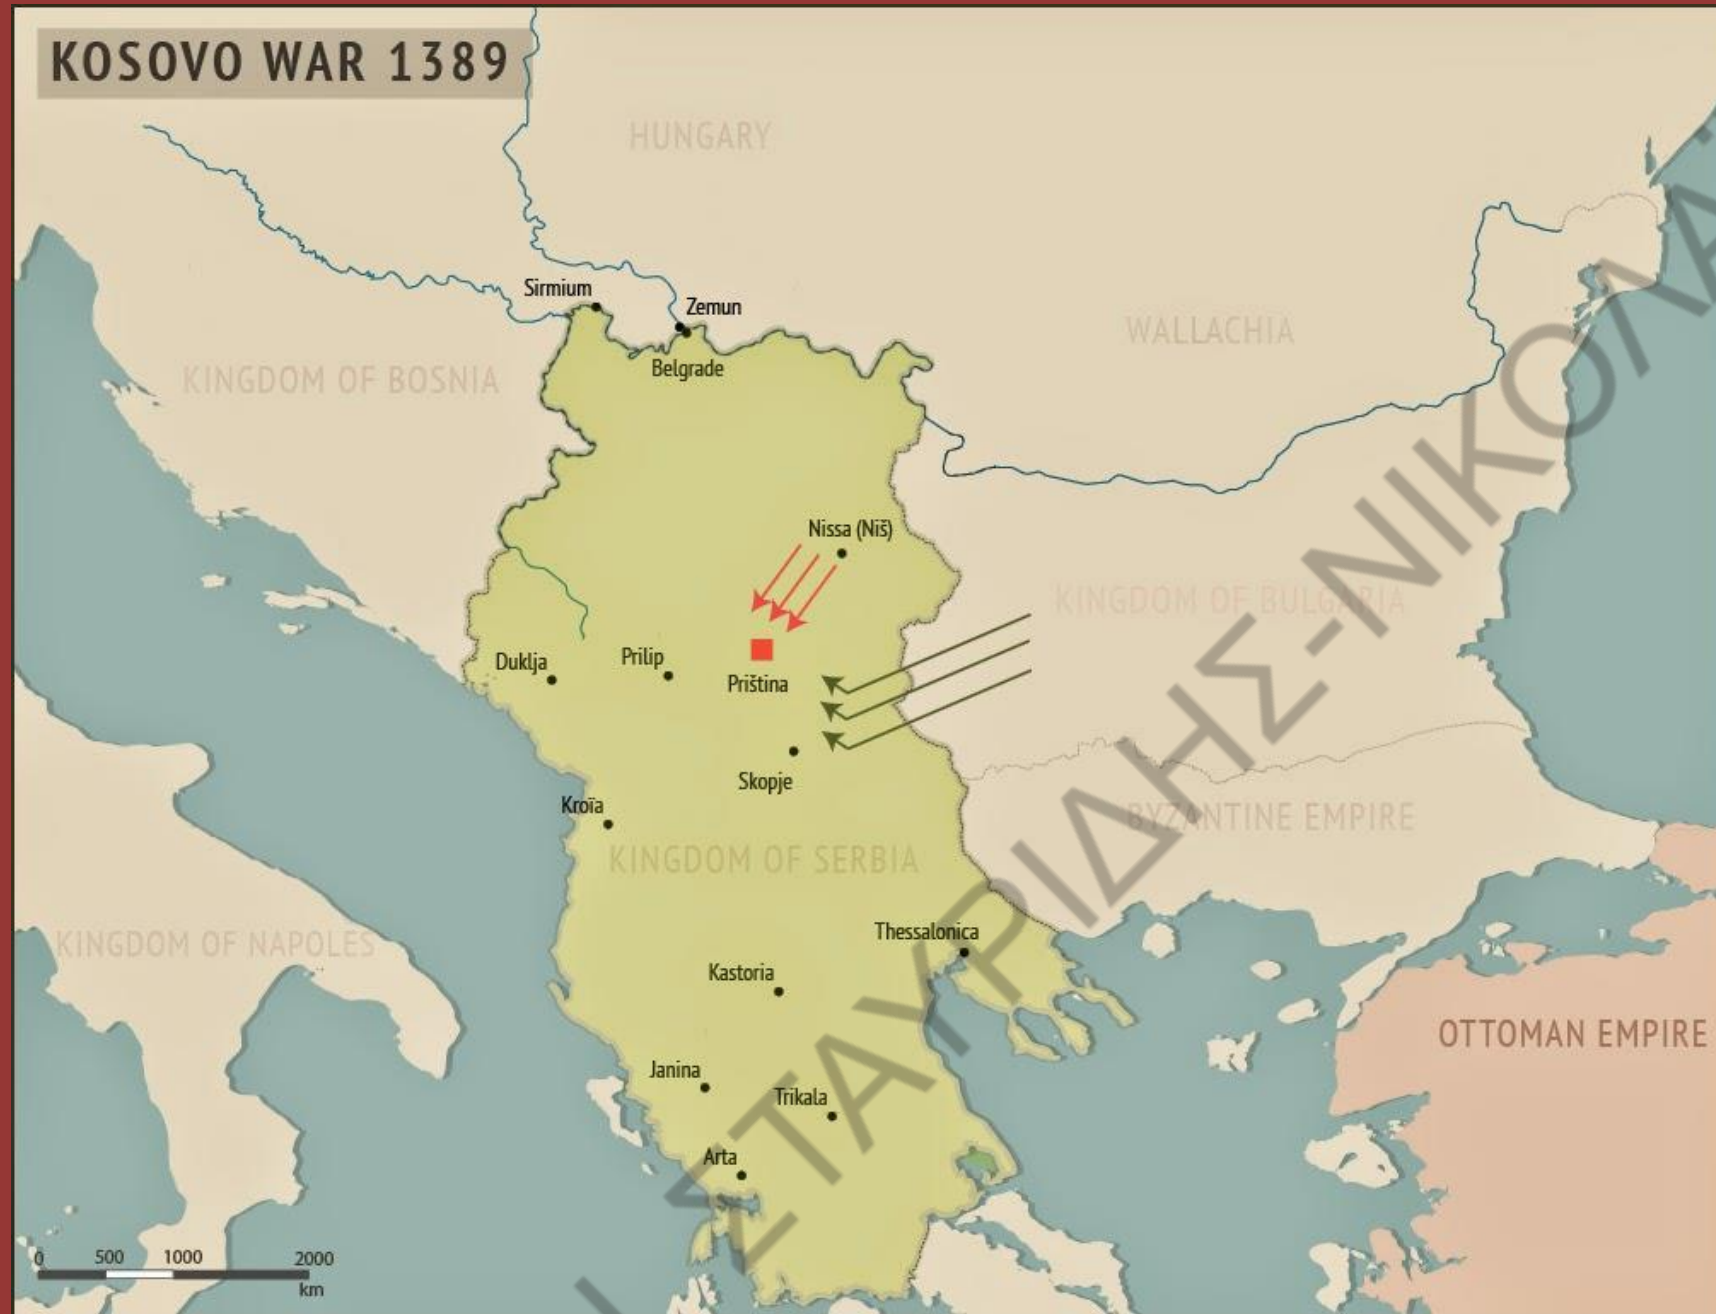 KOSOVO WAR 1389
HUNGARY
Sirmium
Zemun
Belgrade
WALLACHIA
KINGDOM OF BOSNIA
Nissa (Niš)
KINGDOM OF BULGARIA
Duklja
Prilip
Priština
Skopje
Kroïa
BYZANTINE EMPIRE
KINGDOM OF SERBIA
Thessalonica
KINGDOM OF NAPOLES
Kastoria
OTTOMAN EMPIRE
Janina
Trikala
Arta
0 500 1000 2000
km
ΣΤΑΥΡΙΔΗΣ-ΝΙΚΟΛΑ